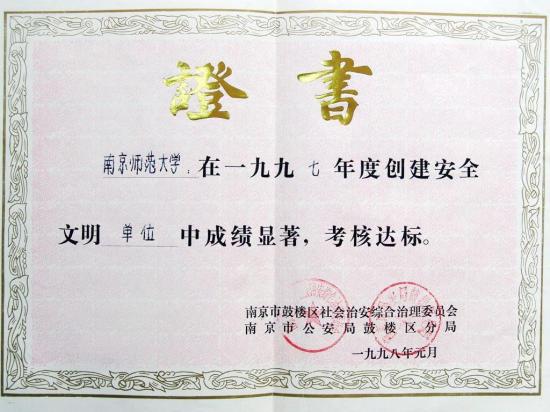 證書
南京师范大学：在一九九七年度创建安全
文明单位中成绩显著，考核达标。
南京市鼓楼区社会治安综合治理委员会
南京市公安局鼓楼区分局
一九九八年元月